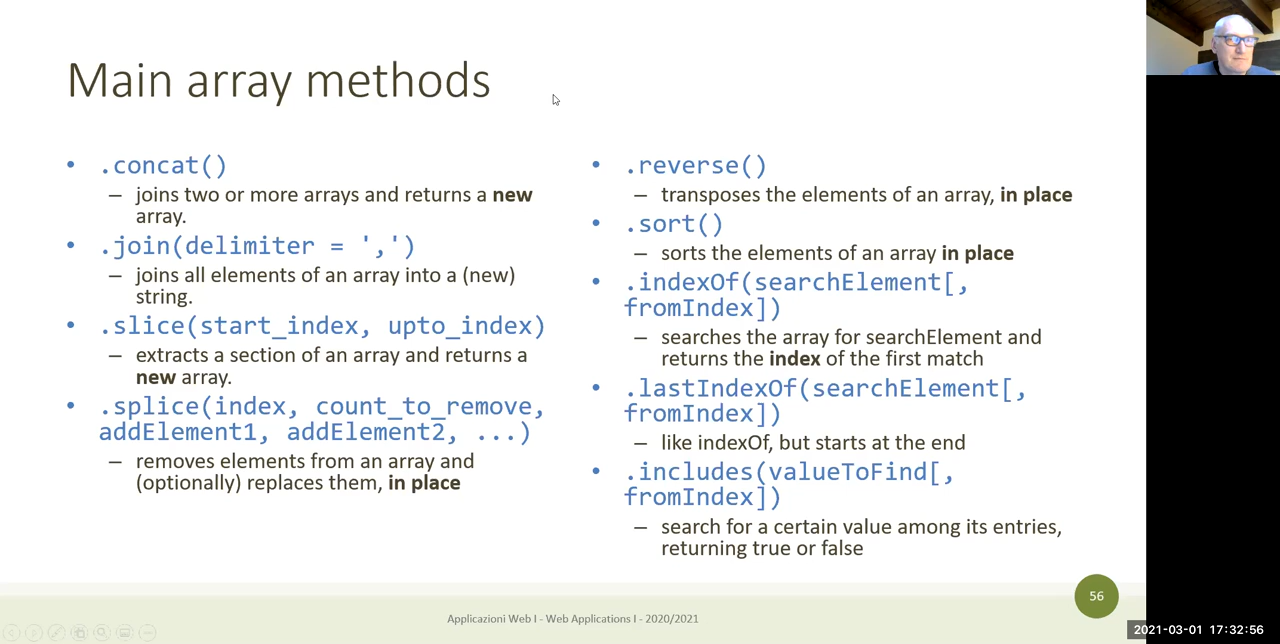 Main array methods
• .concat()
– joins two or more arrays and returns a new
array.
• .join(delimiter = ',')
– joins all elements of an array into a (new)
string.
• .slice(start_index, upto_index)
– extracts a section of an array and returns a
new array.
• .splice(index, count_to_remove,
addElement1, addElement2, ...)
– removes elements from an array and
(optionally) replaces them, in place
• .reverse()
– transposes the elements of an array, in place
• .sort()
– sorts the elements of an array in place
• .indexOf(searchElement[,
fromIndex])
– searches the array for searchElement and
returns the index of the first match
• .lastIndexOf(searchElement[,
fromIndex])
– like indexOf, but starts at the end
• .includes(valueToFind[,
fromIndex])
– search for a certain value among its entries,
returning true or false
56
Applicazioni Web I - Web Applications I - 2020/2021
2021-03-01 17:32:56